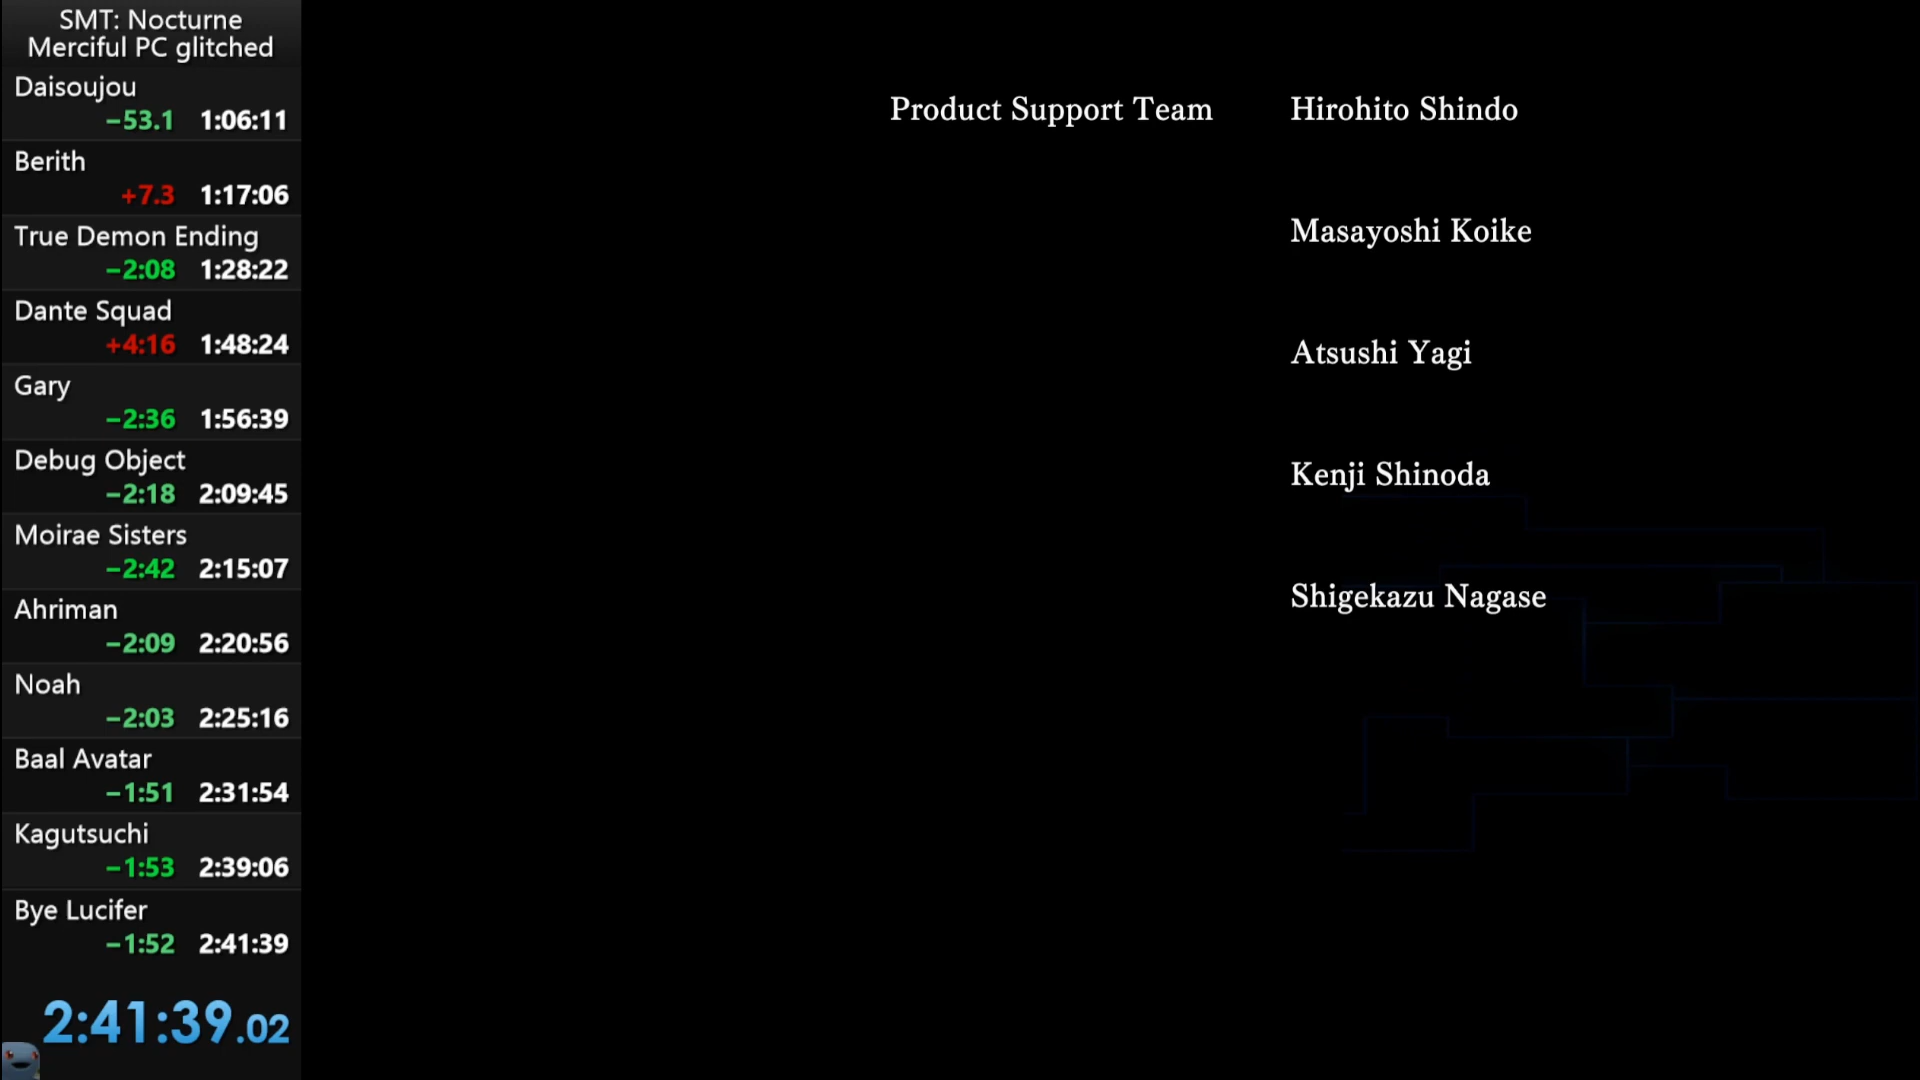 SMT: Nocturne
Merciful PC glitched
Daisoujou
−53.1 1:06:11
Berith
+7.3 1:17:06
True Demon Ending
−2:08 1:28:22
Dante Squad
+4:16 1:48:24
Gary
−2:36 1:56:39
Debug Object
−2:18 2:09:45
Moirae Sisters
−2:42 2:15:07
Ahriman
−2:09 2:20:56
Noah
−2:03 2:25:16
Baal Avatar
−1:51 2:31:54
Kagutsuchi
−1:53 2:39:06
Bye Lucifer
−1:52 2:41:39
2:41:39.02
Product Support Team Hirohito Shindo
Masayoshi Koike
Atsushi Yagi
Kenji Shinoda
Shigekazu Nagase